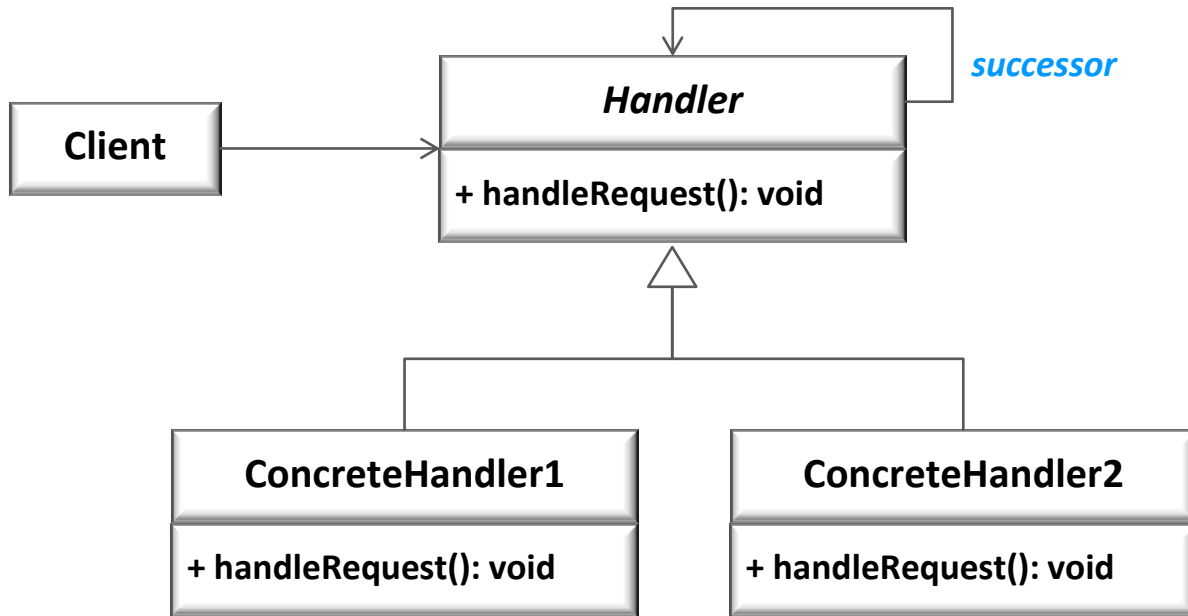 Handler
successor
Client
+ handleRequest(): void
ConcreteHandler1
ConcreteHandler2
+ handleRequest(): void
+ handleRequest(): void